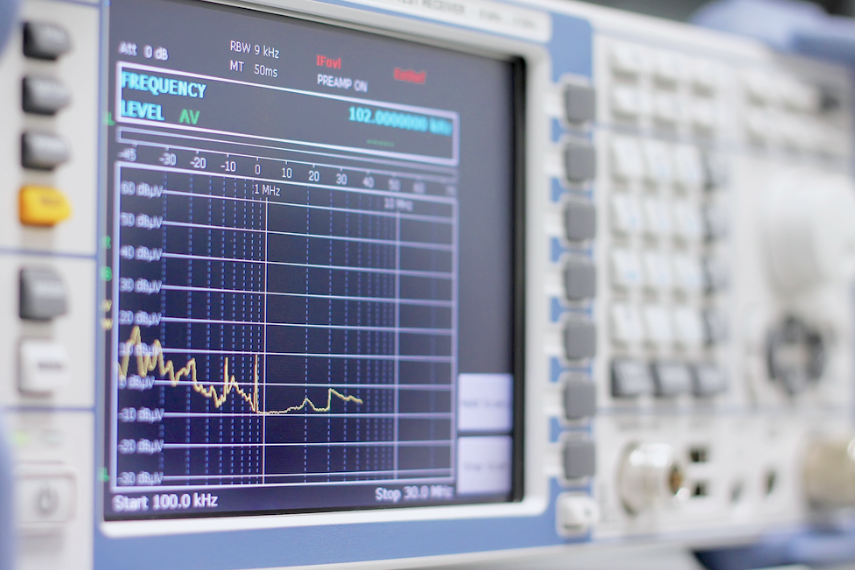 RECEIVER
Att 0 dB
RBW 9 kHz
MT 50ms
IFovl
PREAMP ON
FREQUENCY
102.0000000
LEVEL AV
-45 -30 -20 -10 0 10 20 30 40 50 60
1 MHz
10 MHz
60 dBµV
50 dBµV
40 dBµV
30 dBµV
20 dBµV
10 dBµV
0 dBµV
-10 dBµV
-20 dBµV
-30 dBµV
Start 100.0 kHz
Stop 30.0 MHz